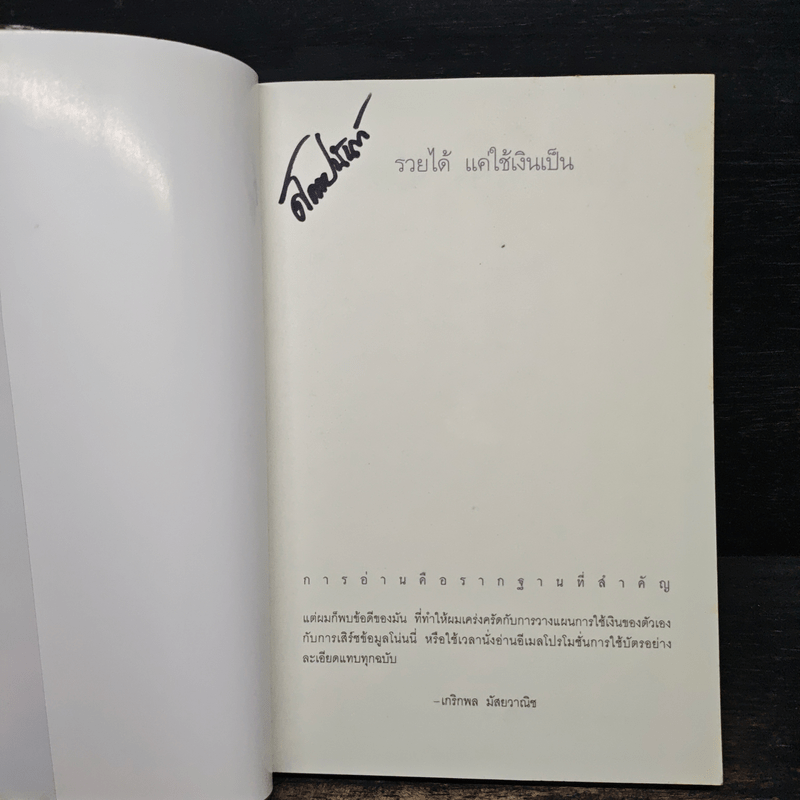 รวยได้ แค่ใช้เงินเป็น
การอ่านคือรากฐานที่สำคัญ
แต่ผมก็พบข้อดีของมัน ที่ทำให้ผมเคร่งครัดกับการวางแผนการใช้เงินของตัวเอง
กับการเสิร์ชข้อมูลโน่นนี่ หรือใช้เวลานั่งอ่านอีเมลโปรโมชั่นการใช้บัตรอย่าง
ละเอียดแทบทุกฉบับ
–เกริกพล มัสยวาณิช